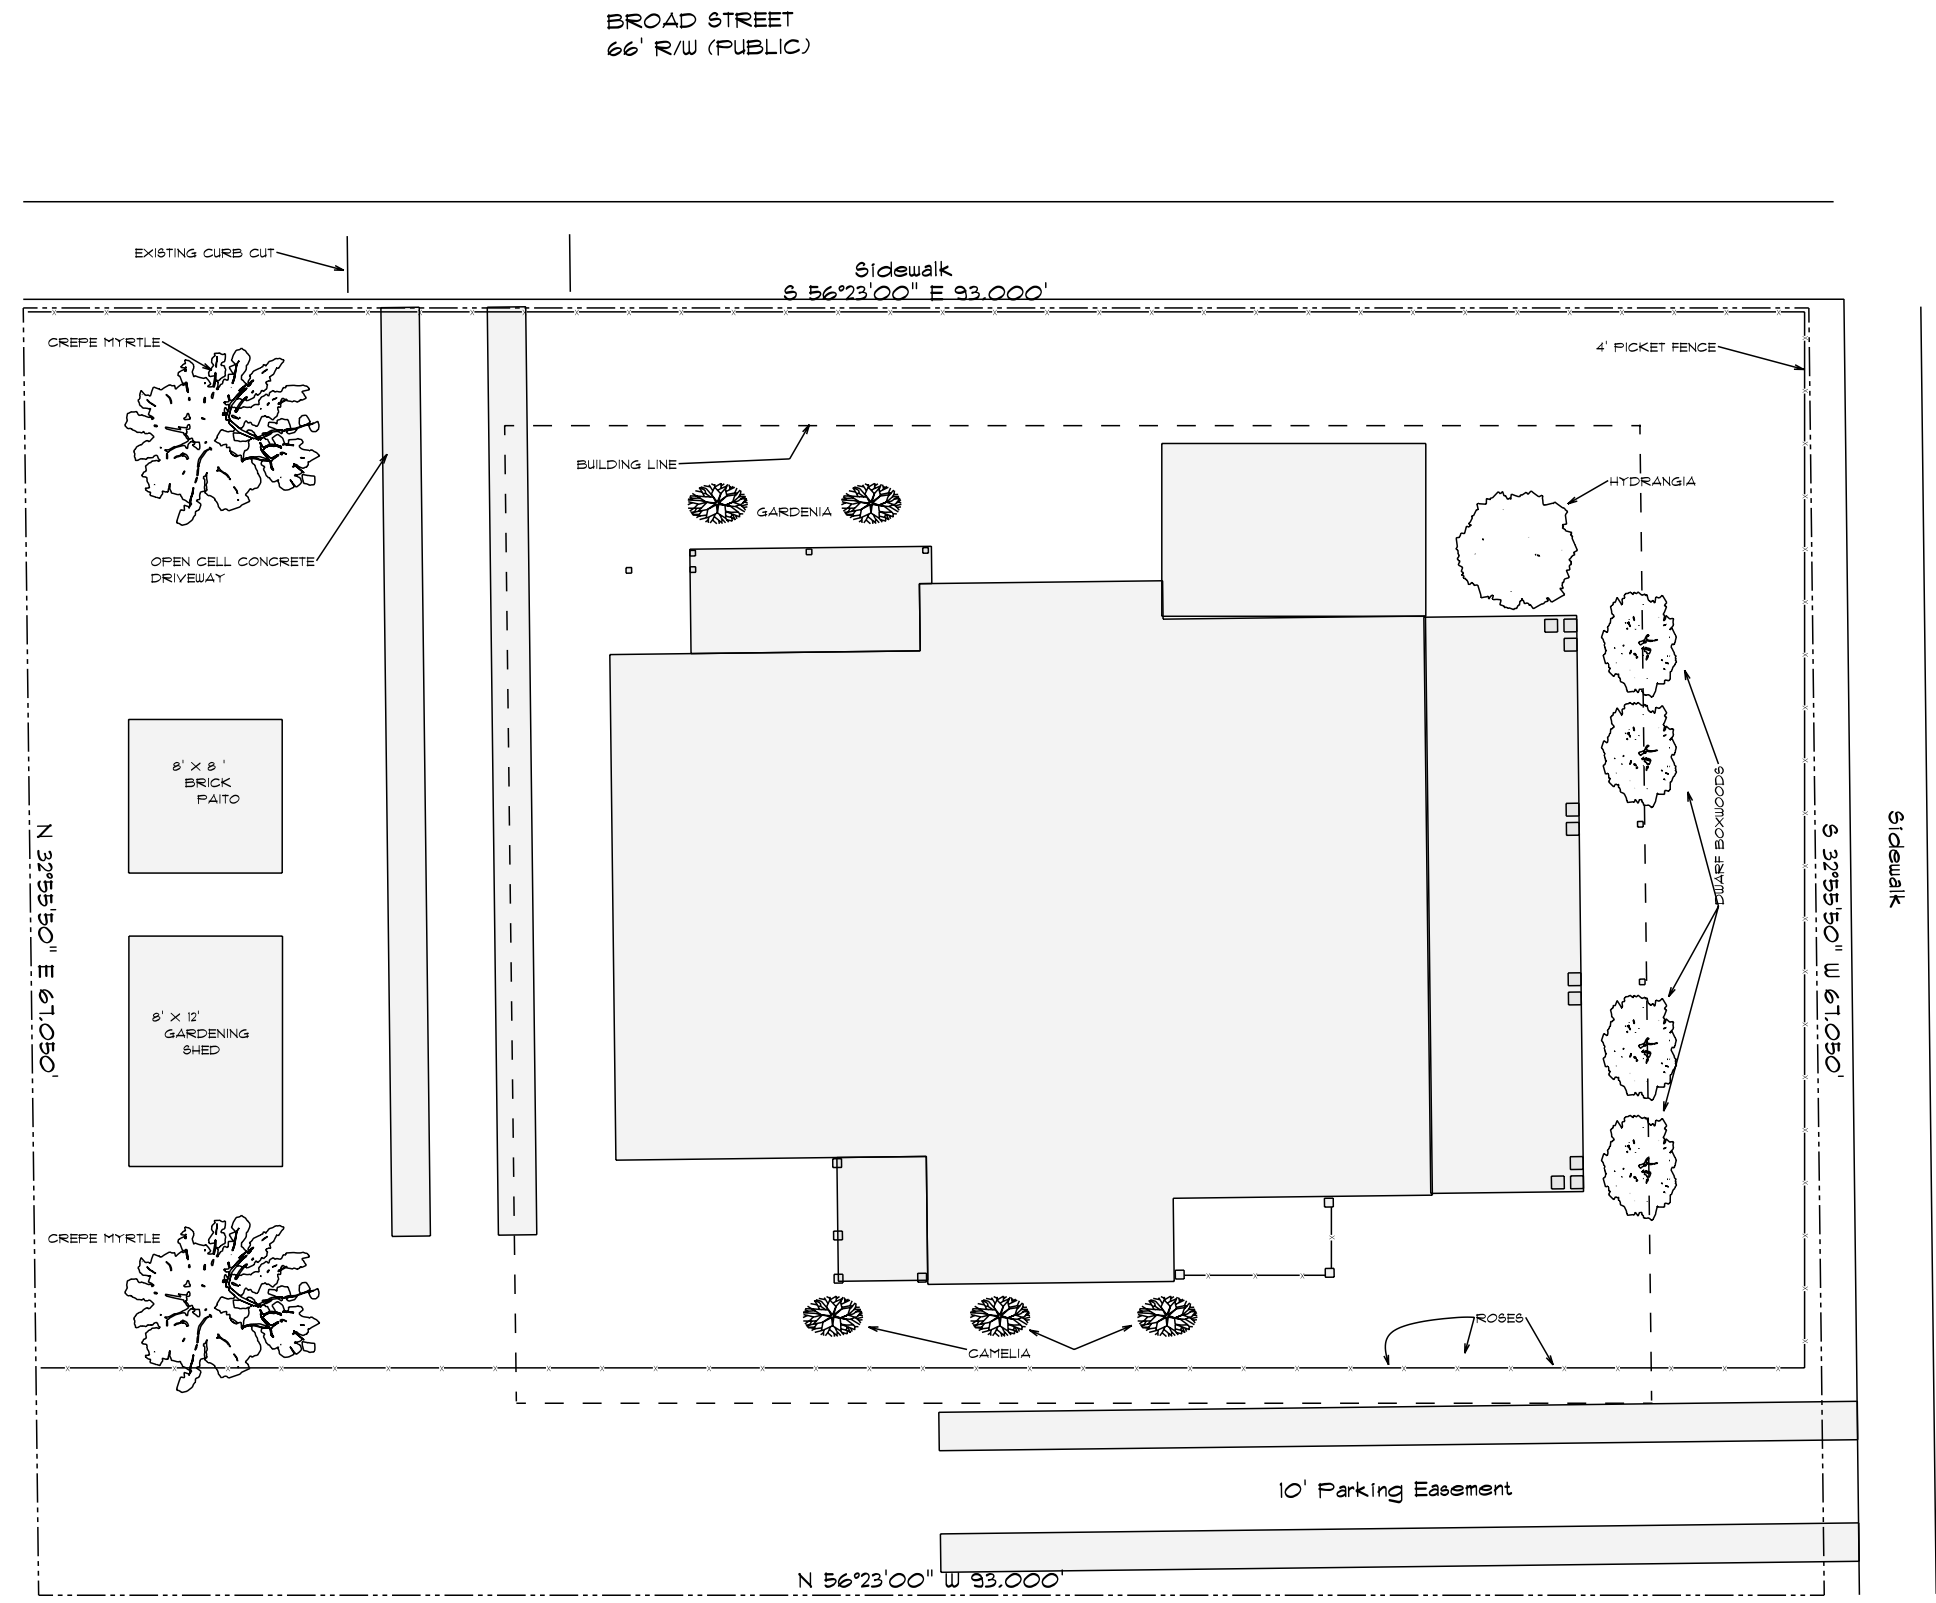 BROAD STREET
66' R/W (PUBLIC)
EXISTING CURB CUT
Sidewalk
S 56°23'00" E 93.000'
CREPE MYRTLE
4' PICKET FENCE
BUILDING LINE
HYDRANGIA
GARDENIA
OPEN CELL CONCRETE
DRIVEWAY
8' X 8 '
BRICK
PAITO
DWARF BOXWOODS
N 32°55'50" E 67.050'
S 32°55'50" W 67.050'
Sidewalk
8' X 12'
GARDENING
SHED
CREPE MYRTLE
ROSES
CAMELIA
10' Parking Easement
N 56°23'00" W 93.000'